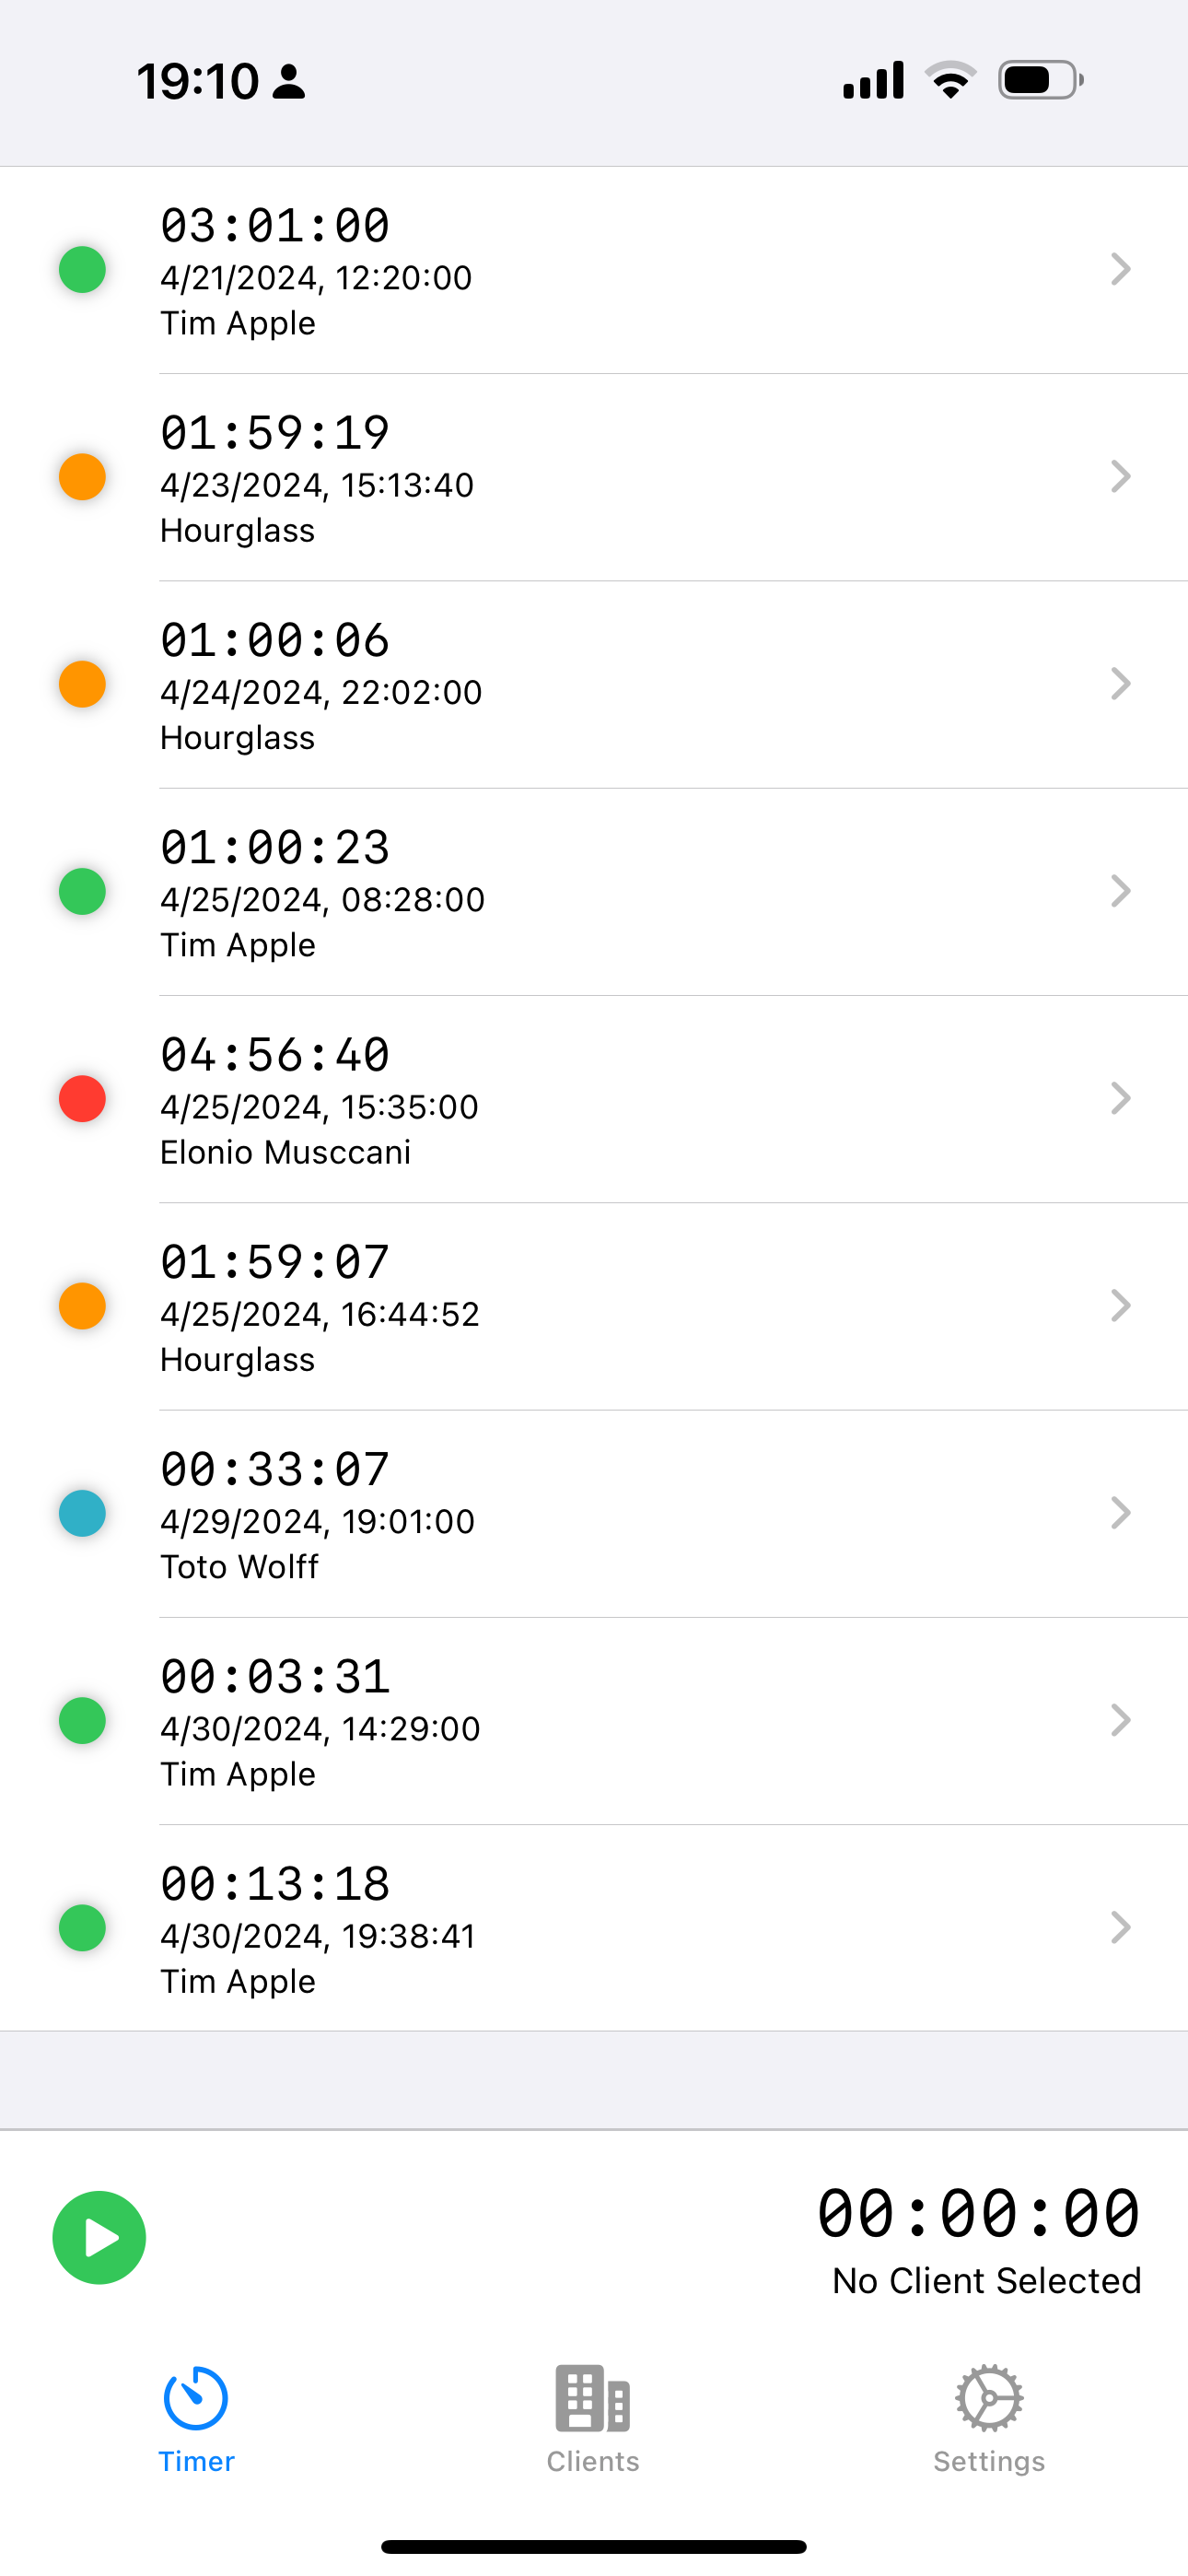 19:10
03:01:00
4/21/2024, 12:20:00
Tim Apple
01:59:19
4/23/2024, 15:13:40
Hourglass
01:00:06
4/24/2024, 22:02:00
Hourglass
01:00:23
4/25/2024, 08:28:00
Tim Apple
04:56:40
4/25/2024, 15:35:00
Elonio Musccani
01:59:07
4/25/2024, 16:44:52
Hourglass
00:33:07
4/29/2024, 19:01:00
Toto Wolff
00:03:31
4/30/2024, 14:29:00
Tim Apple
00:13:18
4/30/2024, 19:38:41
Tim Apple
00:00:00
No Client Selected
Timer
Clients
Settings